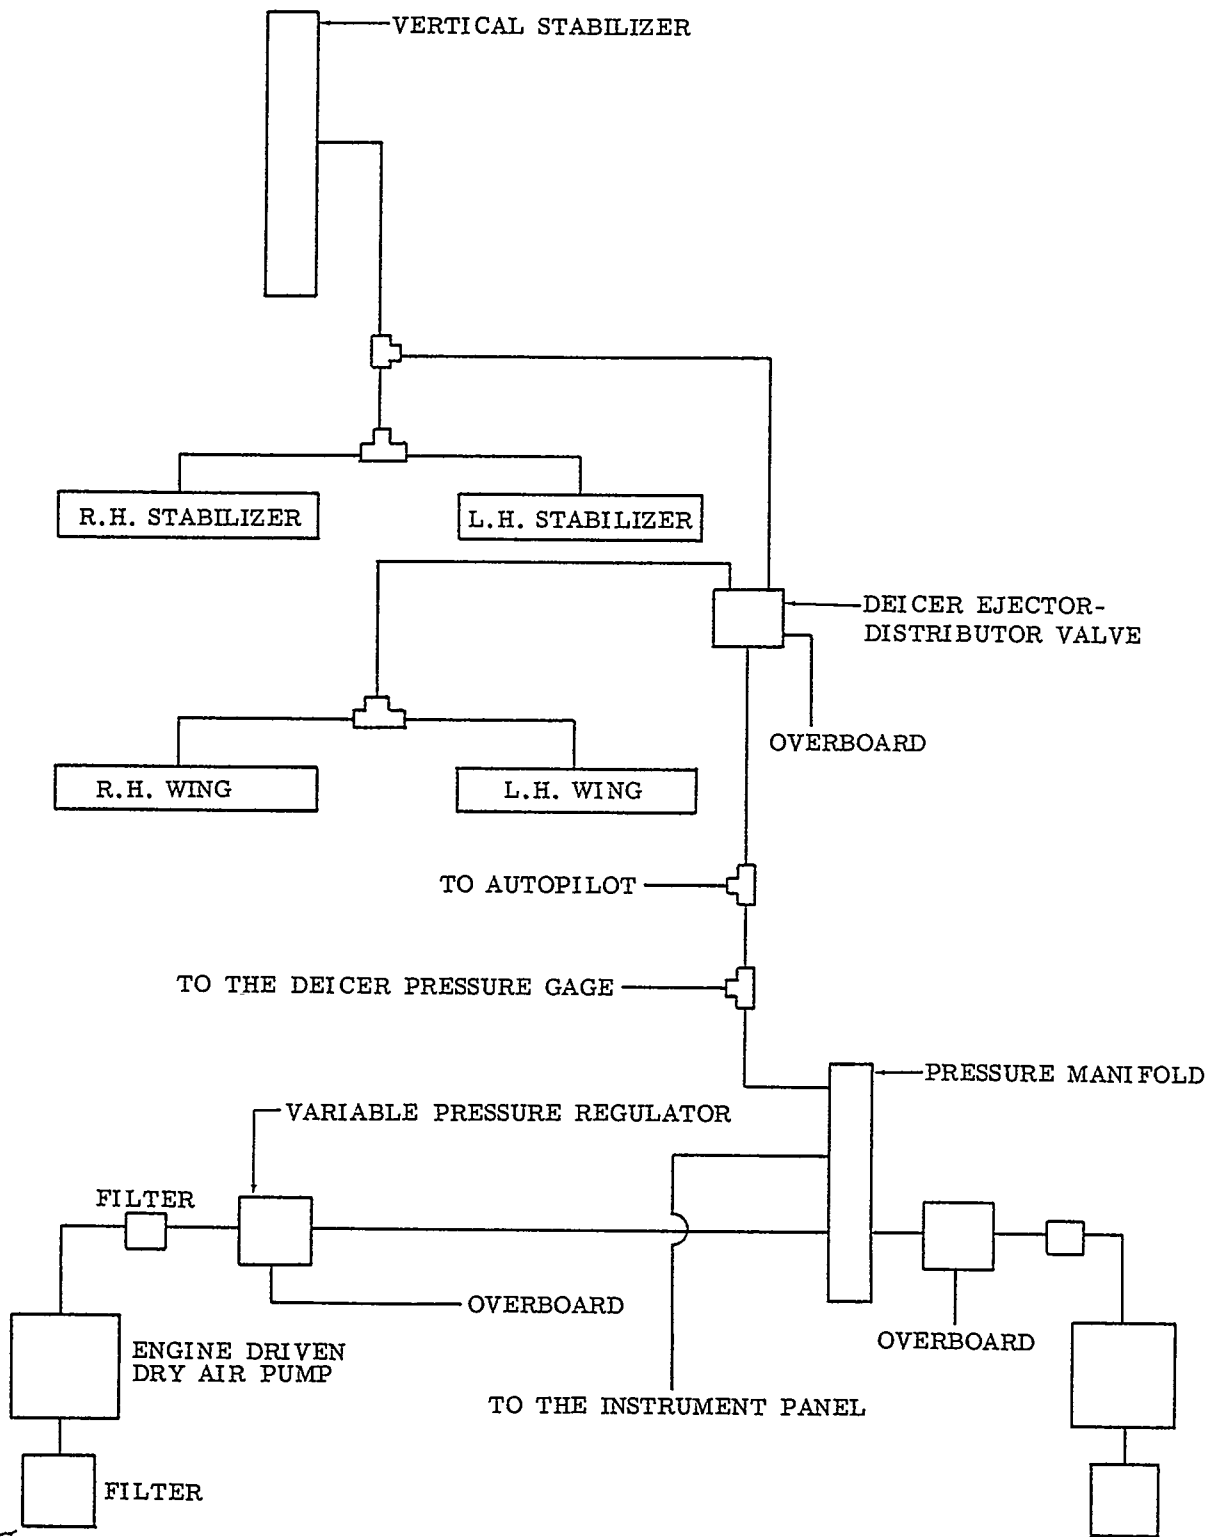 VERTICAL STABILIZER
R.H. STABILIZER
L.H. STABILIZER
DEICER EJECTOR-
DISTRIBUTOR VALVE
OVERBOARD
R.H. WING
L.H. WING
TO AUTOPILOT
TO THE DEICER PRESSURE GAGE
PRESSURE MANIFOLD
VARIABLE PRESSURE REGULATOR
FILTER
OVERBOARD
OVERBOARD
ENGINE DRIVEN
DRY AIR PUMP
TO THE INSTRUMENT PANEL
FILTER